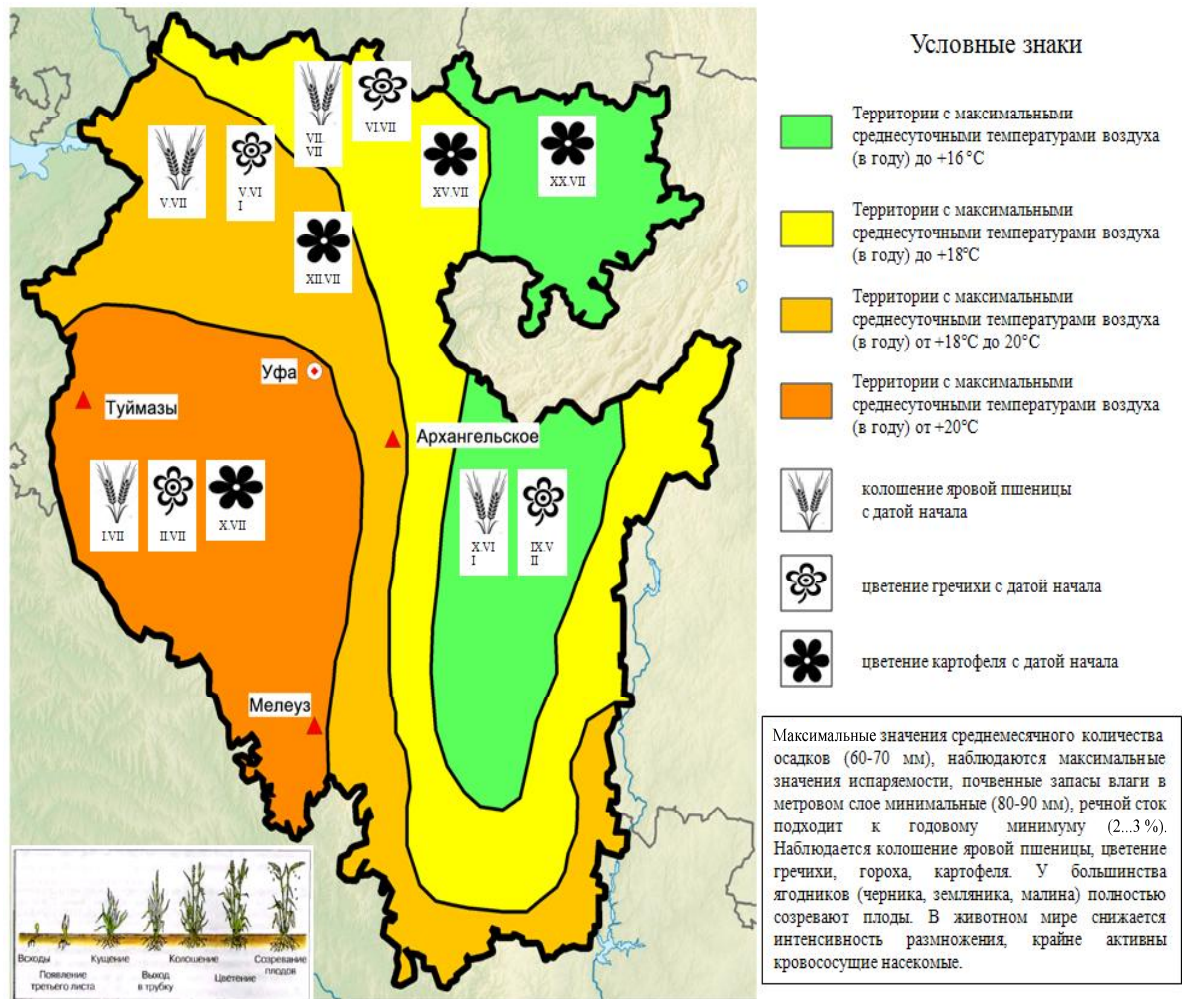 Условные знаки
Территории с максимальными
среднесуточными температурами воздуха
(в году) до +16 °C
Территории с максимальными
среднесуточными температурами воздуха
(в году) до +18°C
Территории с максимальными
среднесуточными температурами воздуха
(в году) от +18°C до 20°C
Территории с максимальными
среднесуточными температурами воздуха
(в году) от +20°C
колошение яровой пшеницы
с датой начала
цветение гречихи с датой начала
цветение картофеля с датой начала
VII.
VII
VI.VII
XV.VII
XX.VII
V.VII
V.VI
I
XII.VII
Уфа
Туймазы
Архангельское
I.VII
II.VII
X.VII
X.VI
I
IX.V
II
Мелеуз
Максимальные значения среднемесячного количества
осадков (60-70 мм), наблюдаются максимальные
значения испаряемости, почвенные запасы влаги в
метровом слое минимальные (80-90 мм), речной сток
подходит к годовому минимуму (2...3 %).
Наблюдается колошение яровой пшеницы, цветение
гречихи, гороха, картофеля. У большинства
ягодников (черника, земляника, малина) полностью
созревают плоды. В животном мире снижается
интенсивность размножения, крайне активны
кровососущие насекомые.
Всходы
Появление
третьего листа
Кущение
Выход
в трубку
Колошение
Цветение
Созревание
плодов